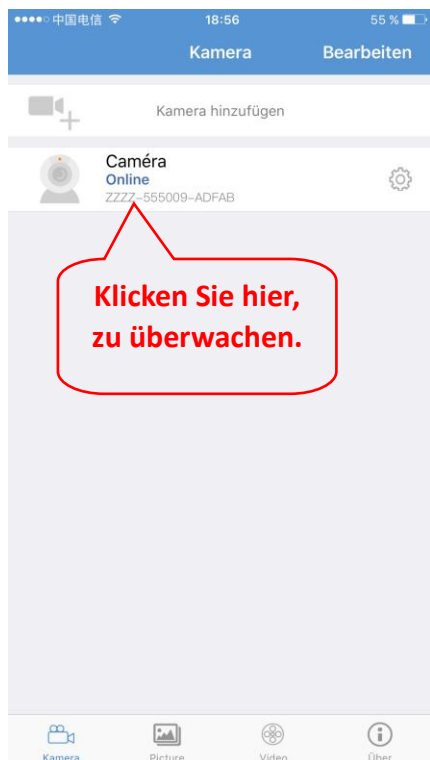 中国电信 18:56 55 %
Kamera Bearbeiten
Kamera hinzufügen
Caméra
Online
ZZZZ-555009-ADFAB
Klicken Sie hier,
zu überwachen.
Kamera Picture Video Über